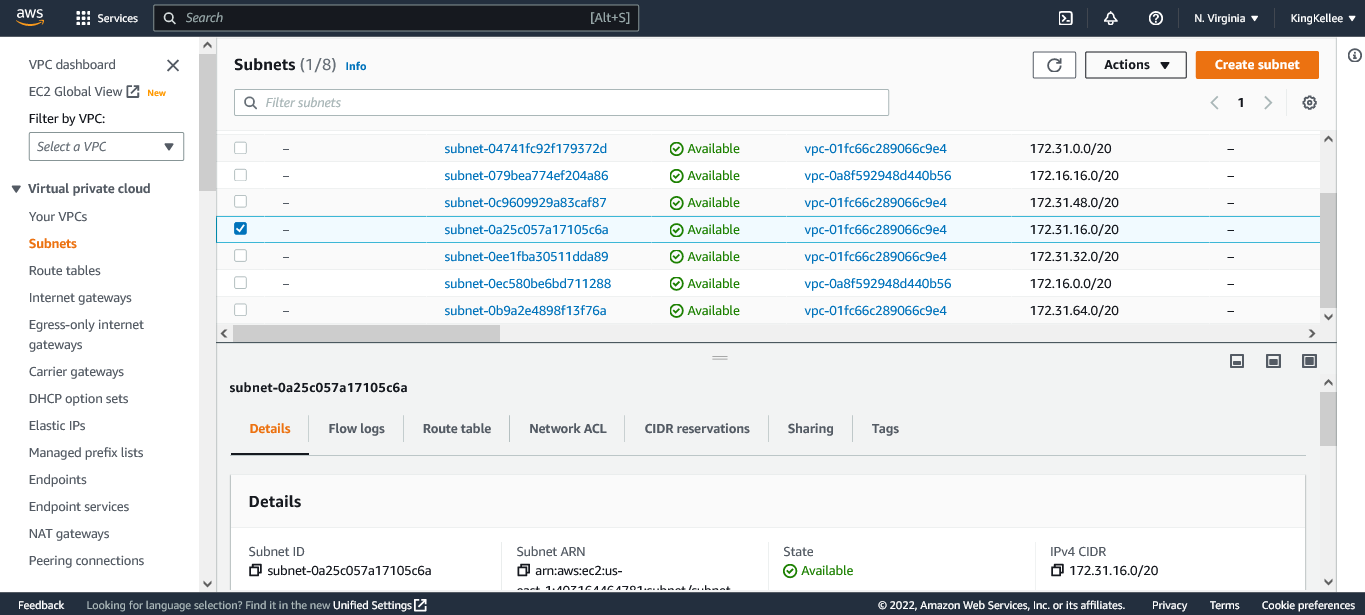 aws Services Search [Alt+S] N. Virginia KingKellee
VPC dashboard
EC2 Global View New
Filter by VPC:
Select a VPC
Virtual private cloud
Your VPCs
Subnets
Route tables
Internet gateways
Egress-only internet
gateways
Carrier gateways
DHCP option sets
Elastic IPs
Managed prefix lists
Endpoints
Endpoint services
NAT gateways
Peering connections
Subnets (1/8) Info Actions Create subnet
Filter subnets 1
– subnet-04741fc92f179372d Available vpc-01fc66c289066c9e4 172.31.0.0/20 –
– subnet-079bea774ef204a86 Available vpc-0a8f592948d440b56 172.16.16.0/20 –
– subnet-0c9609929a83caf87 Available vpc-01fc66c289066c9e4 172.31.48.0/20 –
– subnet-0a25c057a17105c6a Available vpc-01fc66c289066c9e4 172.31.16.0/20 –
– subnet-0ee1fba30511dda89 Available vpc-01fc66c289066c9e4 172.31.32.0/20 –
– subnet-0ec580be6bd711288 Available vpc-0a8f592948d440b56 172.16.0.0/20 –
– subnet-0b9a2e4898f13f76a Available vpc-01fc66c289066c9e4 172.31.64.0/20 –
subnet-0a25c057a17105c6a
Details Flow logs Route table Network ACL CIDR reservations Sharing Tags
Details
Subnet ID Subnet ARN State IPv4 CIDR
subnet-0a25c057a17105c6a arn:aws:ec2:us- Available 172.31.16.0/20
east-1:403164464781:subnet/subnet-
Feedback Looking for language selection? Find it in the new Unified Settings © 2022, Amazon Web Services, Inc. or its affiliates. Privacy Terms Cookie preferences